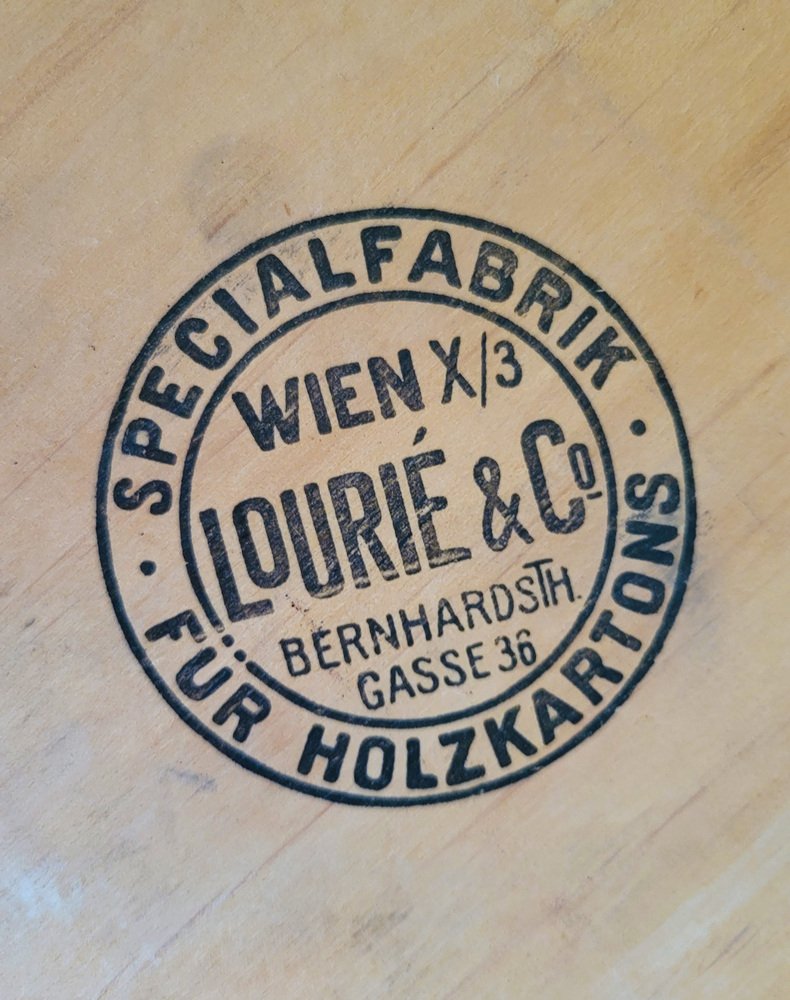 SPECIALFABRIK
WIEN X/3
LOURIÉ & Co
BERNHARDSTH.
GASSE 36
FÜR HOLZKARTONS